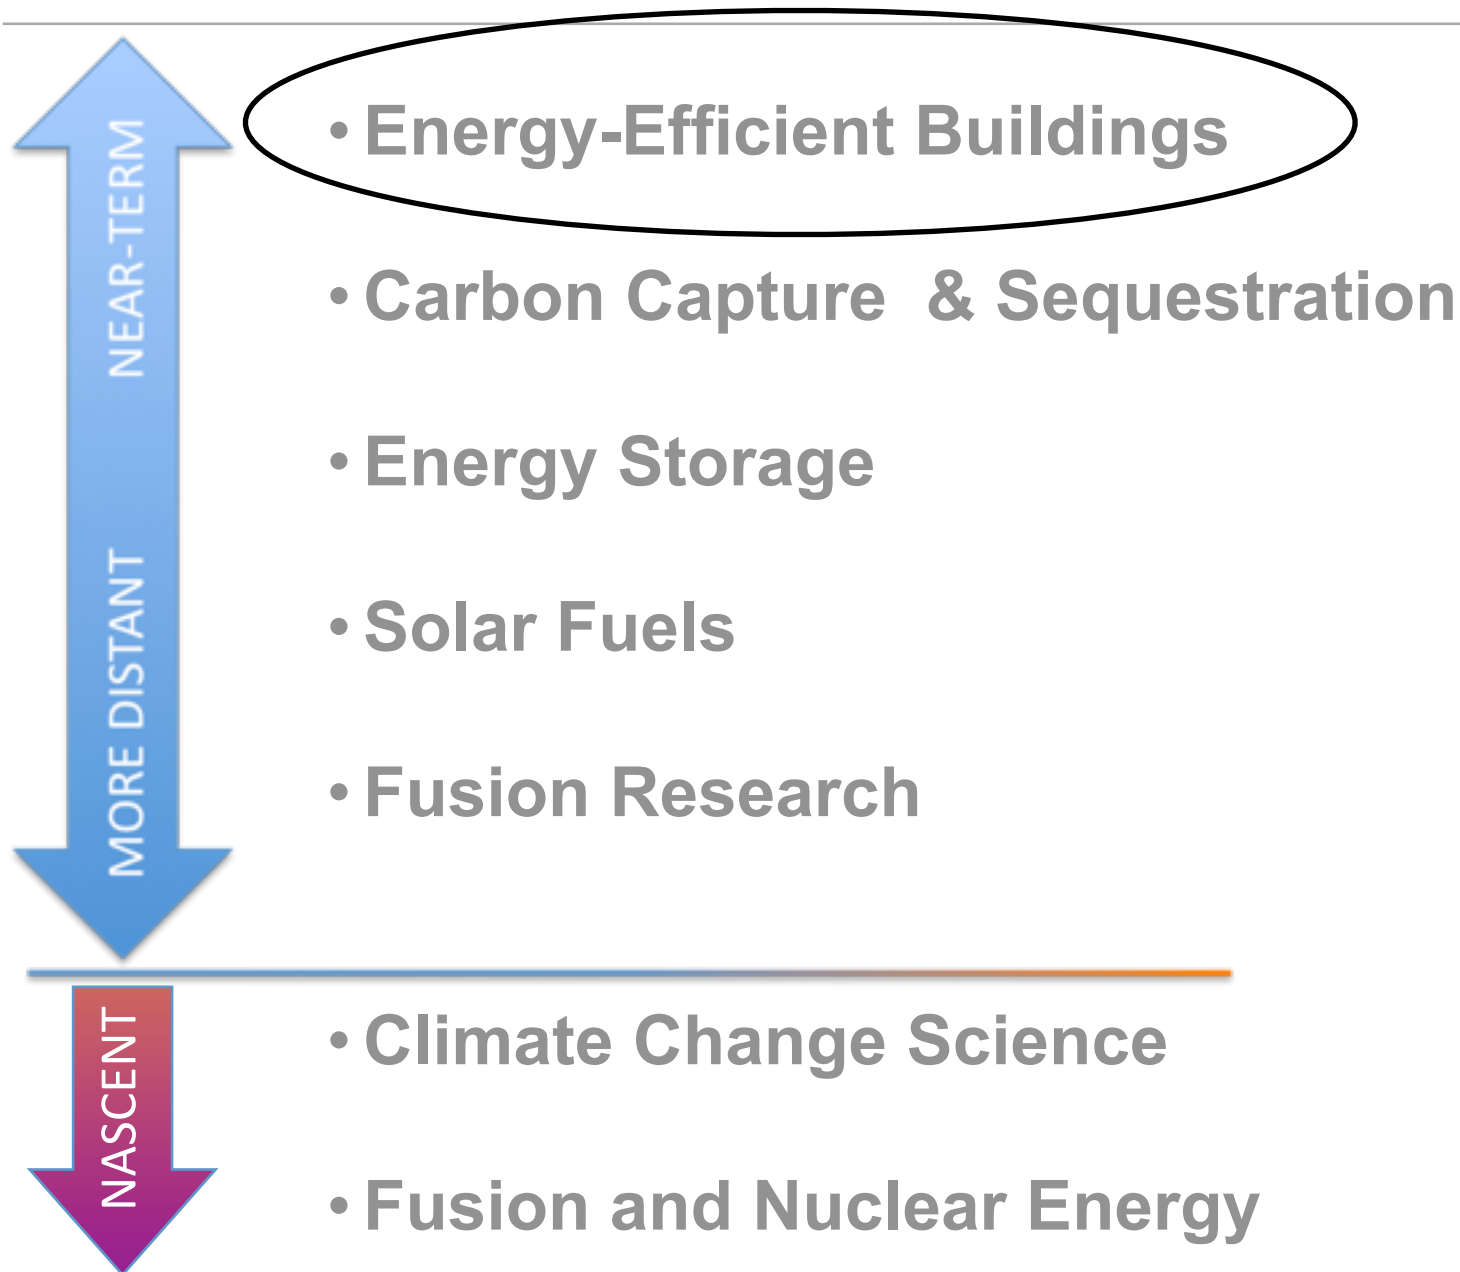 NEAR-TERM
MORE DISTANT
• Energy-Efficient Buildings
• Carbon Capture & Sequestration
• Energy Storage
• Solar Fuels
• Fusion Research
NASCENT
• Climate Change Science
• Fusion and Nuclear Energy